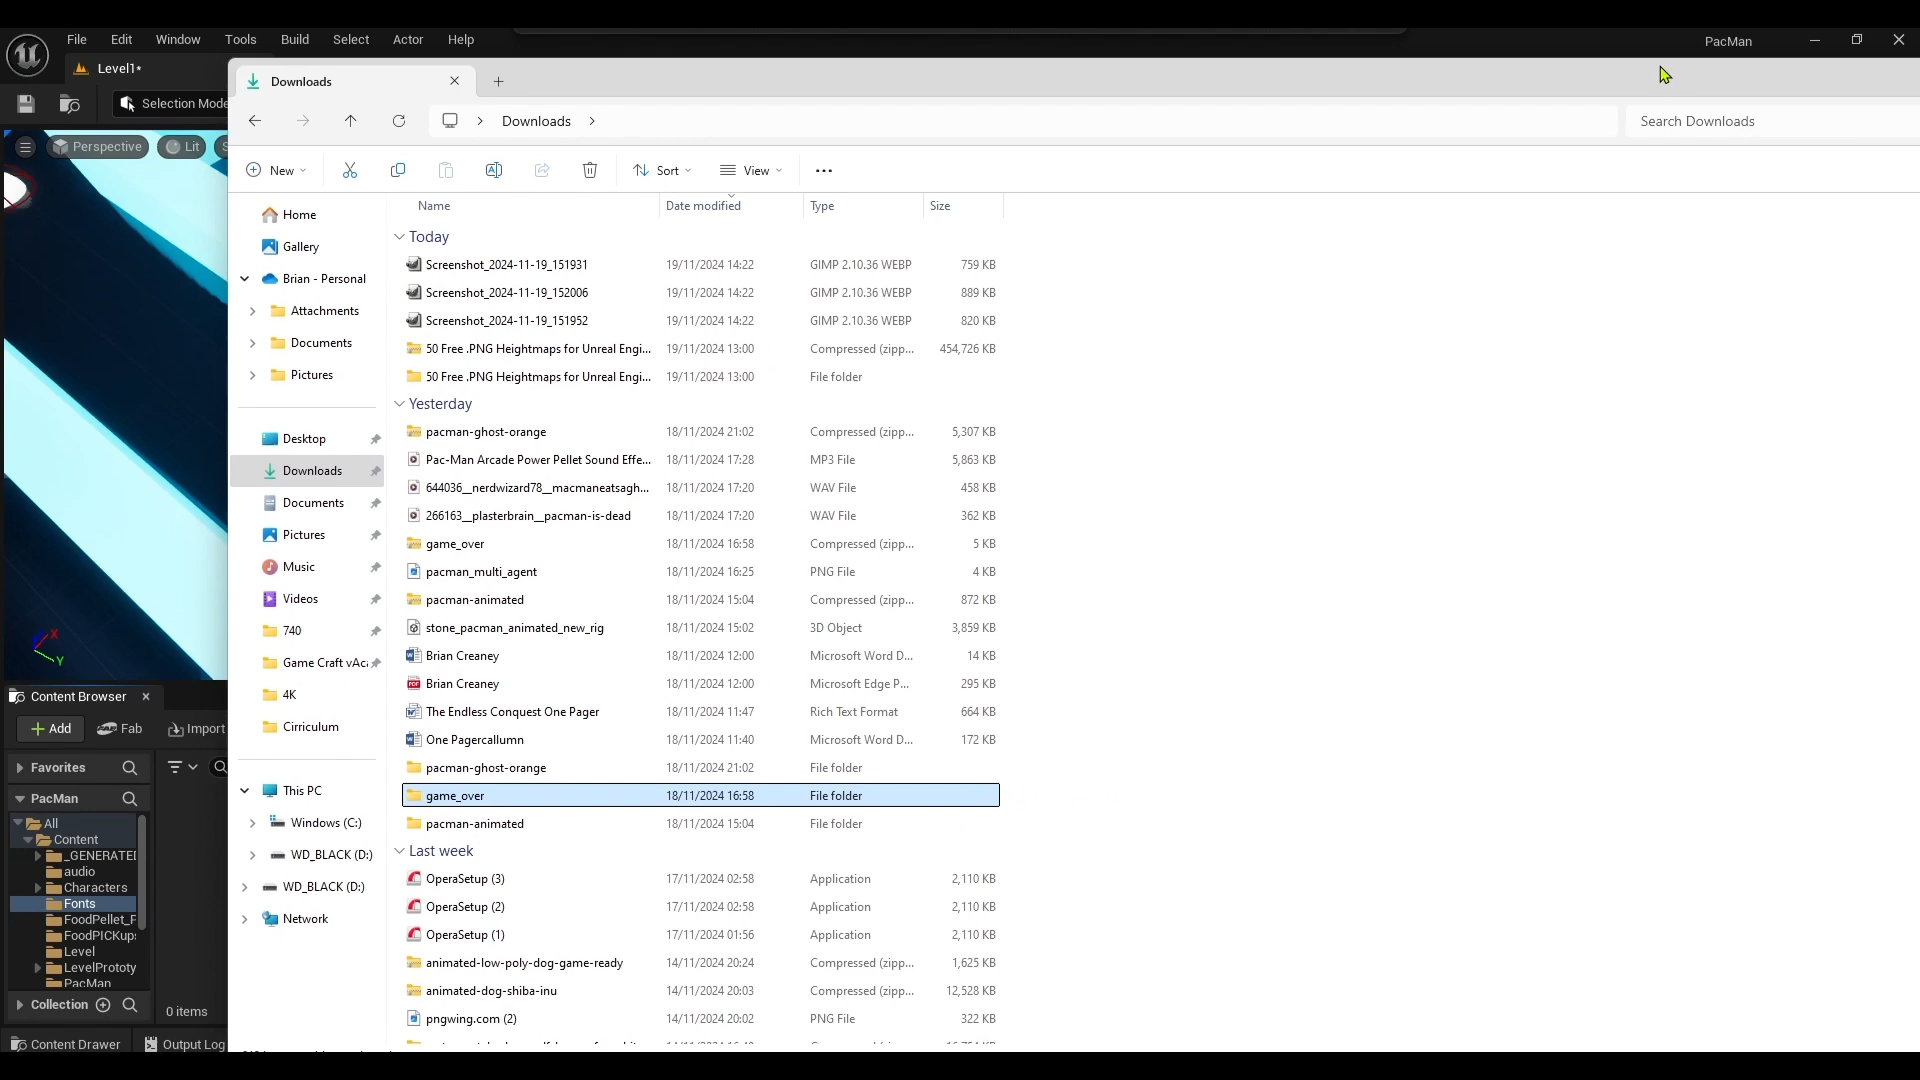 File Edit Window Tools Build Select Actor Help
PacMan
Level1*
Downloads
Selection Mode
Downloads
Search Downloads
Perspective Lit
New Sort View
Name Date modified Type Size
Home
Gallery
Brian - Personal
Attachments
Documents
Pictures
Desktop
Downloads
Documents
Pictures
Music
Videos
740
Game Craft vAc
4K
Cirriculum
This PC
Windows (C:)
WD_BLACK (D:)
WD_BLACK (D:)
Network
Today
Screenshot_2024-11-19_151931 19/11/2024 14:22 GIMP 2.10.36 WEBP 759 KB
Screenshot_2024-11-19_152006 19/11/2024 14:22 GIMP 2.10.36 WEBP 889 KB
Screenshot_2024-11-19_151952 19/11/2024 14:22 GIMP 2.10.36 WEBP 820 KB
50 Free .PNG Heightmaps for Unreal Engi... 19/11/2024 13:00 Compressed (zipp... 454,726 KB
50 Free .PNG Heightmaps for Unreal Engi... 19/11/2024 13:00 File folder
Yesterday
pacman-ghost-orange 18/11/2024 21:02 Compressed (zipp... 5,307 KB
Pac-Man Arcade Power Pellet Sound Effe... 18/11/2024 17:28 MP3 File 5,863 KB
644036__nerdwizard78__macmaneatsagh... 18/11/2024 17:20 WAV File 458 KB
266163__plasterbrain__pacman-is-dead 18/11/2024 17:20 WAV File 362 KB
game_over 18/11/2024 16:58 Compressed (zipp... 5 KB
pacman_multi_agent 18/11/2024 16:25 PNG File 4 KB
pacman-animated 18/11/2024 15:04 Compressed (zipp... 872 KB
stone_pacman_animated_new_rig 18/11/2024 15:02 3D Object 3,859 KB
Brian Creaney 18/11/2024 12:00 Microsoft Word D... 14 KB
Brian Creaney 18/11/2024 12:00 Microsoft Edge P... 295 KB
The Endless Conquest One Pager 18/11/2024 11:47 Rich Text Format 664 KB
One Pagercallumn 18/11/2024 11:40 Microsoft Word D... 172 KB
pacman-ghost-orange 18/11/2024 21:02 File folder
game_over 18/11/2024 16:58 File folder
pacman-animated 18/11/2024 15:04 File folder
Last week
OperaSetup (3) 17/11/2024 02:58 Application 2,110 KB
OperaSetup (2) 17/11/2024 02:58 Application 2,110 KB
OperaSetup (1) 17/11/2024 01:56 Application 2,110 KB
animated-low-poly-dog-game-ready 14/11/2024 20:24 Compressed (zipp... 1,625 KB
animated-dog-shiba-inu 14/11/2024 20:03 Compressed (zipp... 12,528 KB
pngwing.com (2) 14/11/2024 20:02 PNG File 322 KB
X
Y
Content Browser
Add Fab Import
Favorites
PacMan
All
Content
_GENERATE
audio
Characters
Fonts
FoodPellet_
FoodPICKup
Level
LevelPrototy
PacMan
Collection
0 items
Content Drawer Output Log